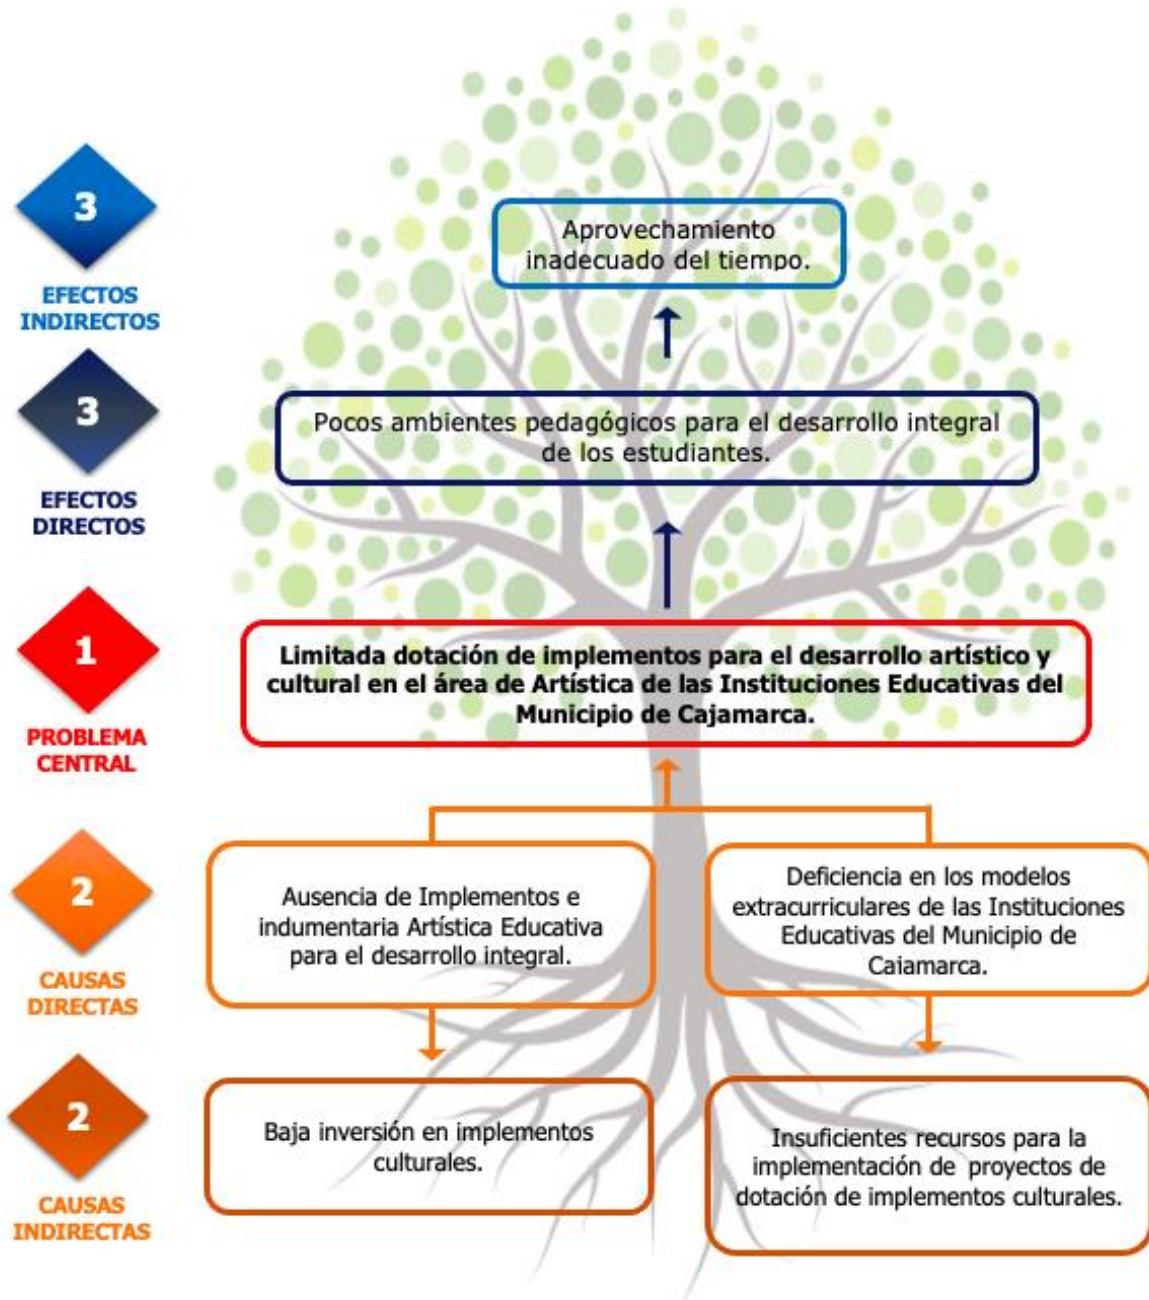 3
EFECTOS
INDIRECTOS
Aprovechamiento
inadecuado del tiempo.
3
EFECTOS
DIRECTOS
Pocos ambientes pedagógicos para el desarrollo integral
de los estudiantes.
1
PROBLEMA
CENTRAL
Limitada dotación de implementos para el desarrollo artístico y
cultural en el área de Artística de las Instituciones Educativas del
Municipio de Cajamarca.
2
CAUSAS
DIRECTAS
Ausencia de Implementos e
indumentaria Artística Educativa
para el desarrollo integral.
Deficiencia en los modelos
extracurriculares de las Instituciones
Educativas del Municipio de
Cajamarca.
2
CAUSAS
INDIRECTAS
Baja inversión en implementos
culturales.
Insuficientes recursos para la
implementación de proyectos de
dotación de implementos culturales.